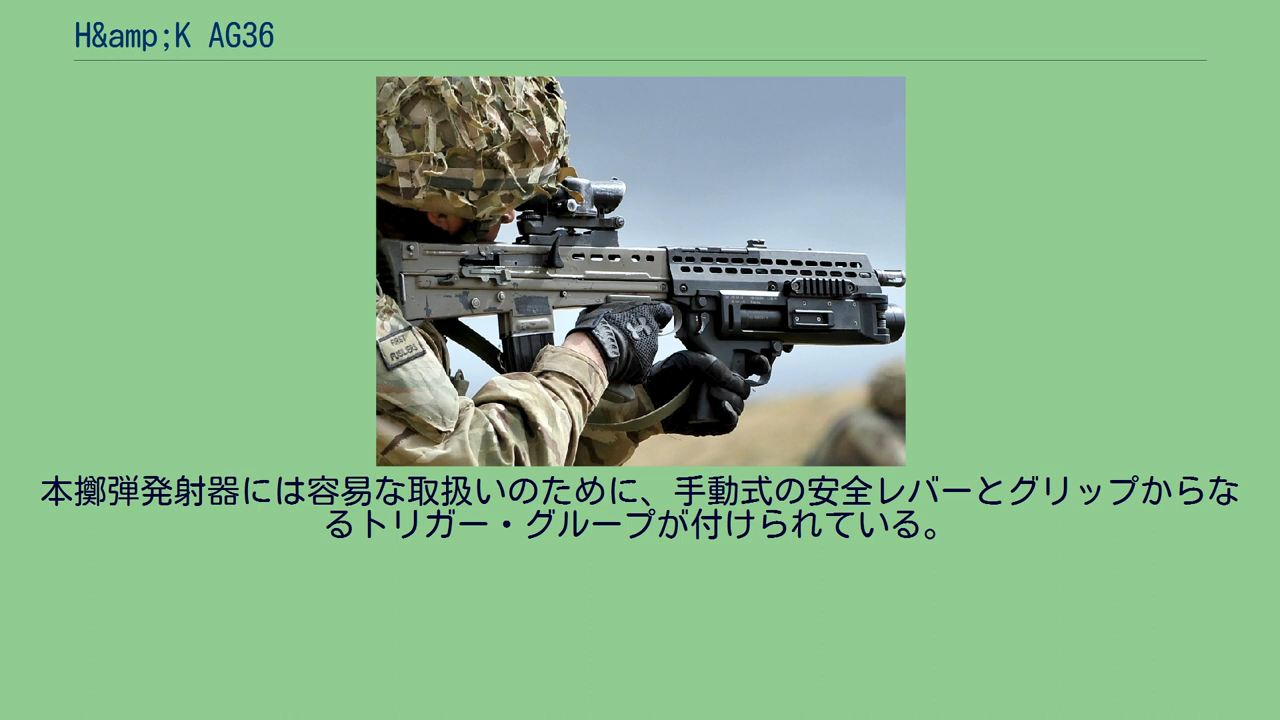 H&amp;K AG36
本擲弾発射器には容易な取扱いのために、手動式の安全レバーとグリップからな
るトリガー・グループが付けられている。